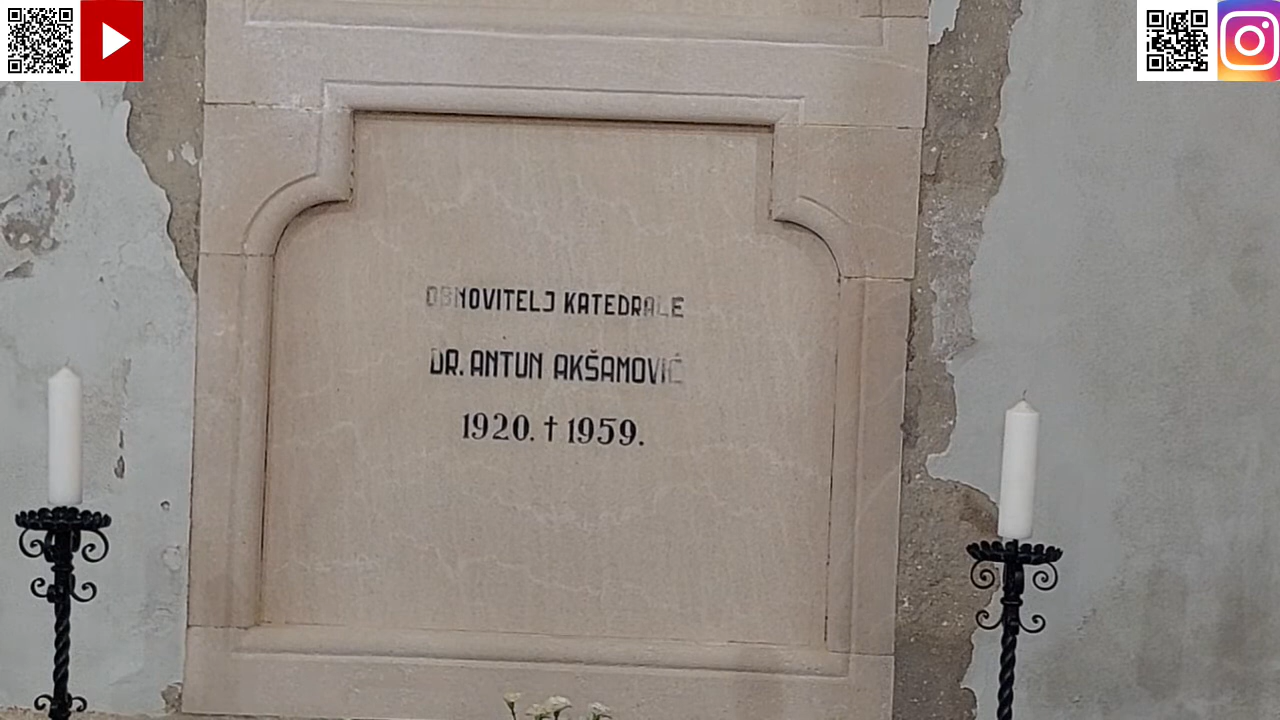 OBNOVITELJ KATEDRALE
DR. ANTUN AKŠAMOVIĆ
1920. † 1959.